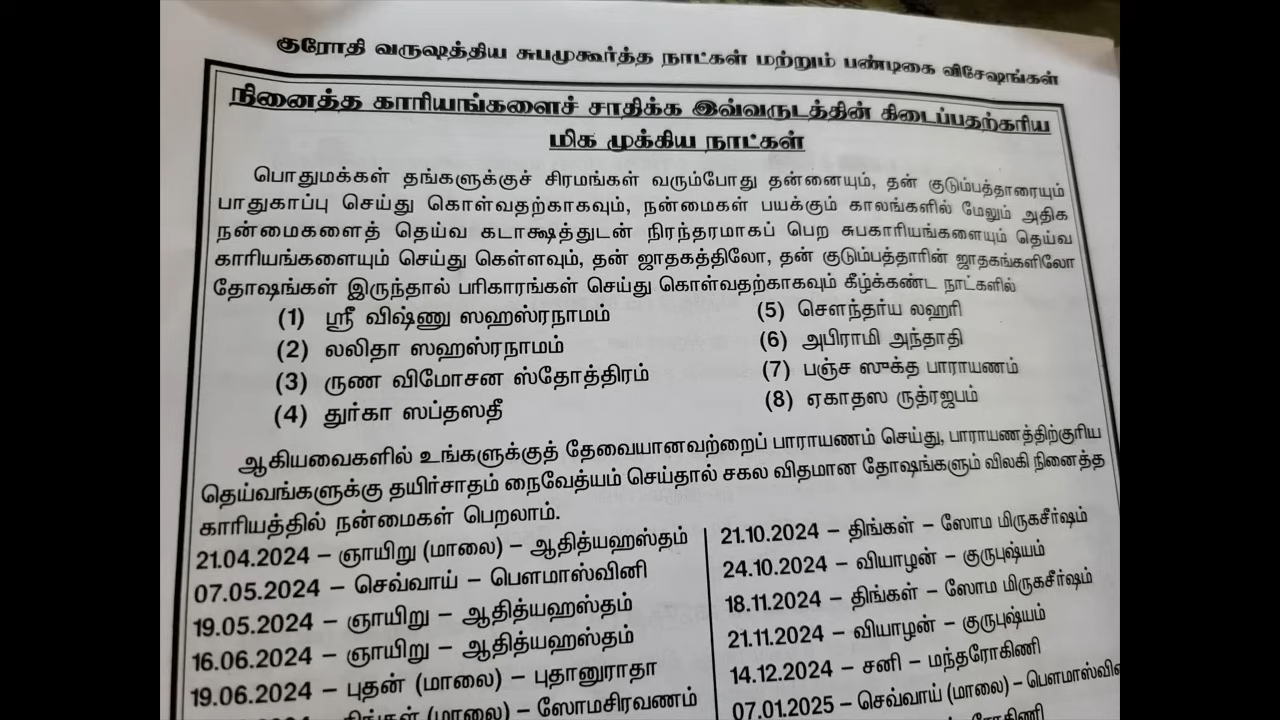 குரோதி வருஷத்திய சுபமுகூர்த்த நாட்கள் மற்றும் பண்டிகை விசேஷங்கள்
நினைத்த காரியங்களைச் சாதிக்க இவ்வருடத்தின் கிடைப்பதற்கரிய
மிக முக்கிய நாட்கள்
பொதுமக்கள் தங்களுக்குச் சிரமங்கள் வரும்போது தன்னையும், தன் குடும்பத்தாரையும்
பாதுகாப்பு செய்து கொள்வதற்காகவும், நன்மைகள் பயக்கும் காலங்களில் மேலும் அதிக
நன்மைகளைத் தெய்வ கடாக்ஷத்துடன் நிரந்தரமாகப் பெற சுபகாரியங்களையும் தெய்வ
காரியங்களையும் செய்து கெள்ளவும், தன் ஜாதகத்திலோ, தன் குடும்பத்தாரின் ஜாதகங்களிலோ
தோஷங்கள் இருந்தால் பரிகாரங்கள் செய்து கொள்வதற்காகவும் கீழ்க்கண்ட நாட்களில்
(1) ஸ்ரீ விஷ்ணு ஸஹஸ்ரநாமம்
(2) லலிதா ஸஹஸ்ரநாமம்
(3) ருண விமோசன ஸ்தோத்திரம்
(4) துர்கா ஸப்தஸதீ
(5) சௌந்தர்ய லஹரி
(6) அபிராமி அந்தாதி
(7) பஞ்ச ஸுக்த பாராயணம்
(8) ஏகாதஸ ருத்ரஜபம்
ஆகியவைகளில் உங்களுக்குத் தேவையானவற்றைப் பாராயணம் செய்து, பாராயணத்திற்குரிய
தெய்வங்களுக்கு தயிர்சாதம் நைவேத்யம் செய்தால் சகல விதமான தோஷங்களும் விலகி நினைத்த
காரியத்தில் நன்மைகள் பெறலாம்.
21.04.2024 – ஞாயிறு (மாலை) – ஆதித்யஹஸ்தம்
07.05.2024 – செவ்வாய் – பௌமாஸ்வினி
19.05.2024 – ஞாயிறு – ஆதித்யஹஸ்தம்
16.06.2024 – ஞாயிறு – ஆதித்யஹஸ்தம்
19.06.2024 – புதன் (மாலை) – புதானுராதா
திங்கள் (மாலை) – ஸோமசிரவணம்
21.10.2024 – திங்கள் – ஸோம மிருகசீர்ஷம்
24.10.2024 – வியாழன் – குருபுஷ்யம்
18.11.2024 – திங்கள் – ஸோம மிருகசீர்ஷம்
21.11.2024 – வியாழன் – குருபுஷ்யம்
14.12.2024 – சனி – மந்தரோகிணி
07.01.2025 – செவ்வாய் (மாலை) – பௌமாஸ்வின